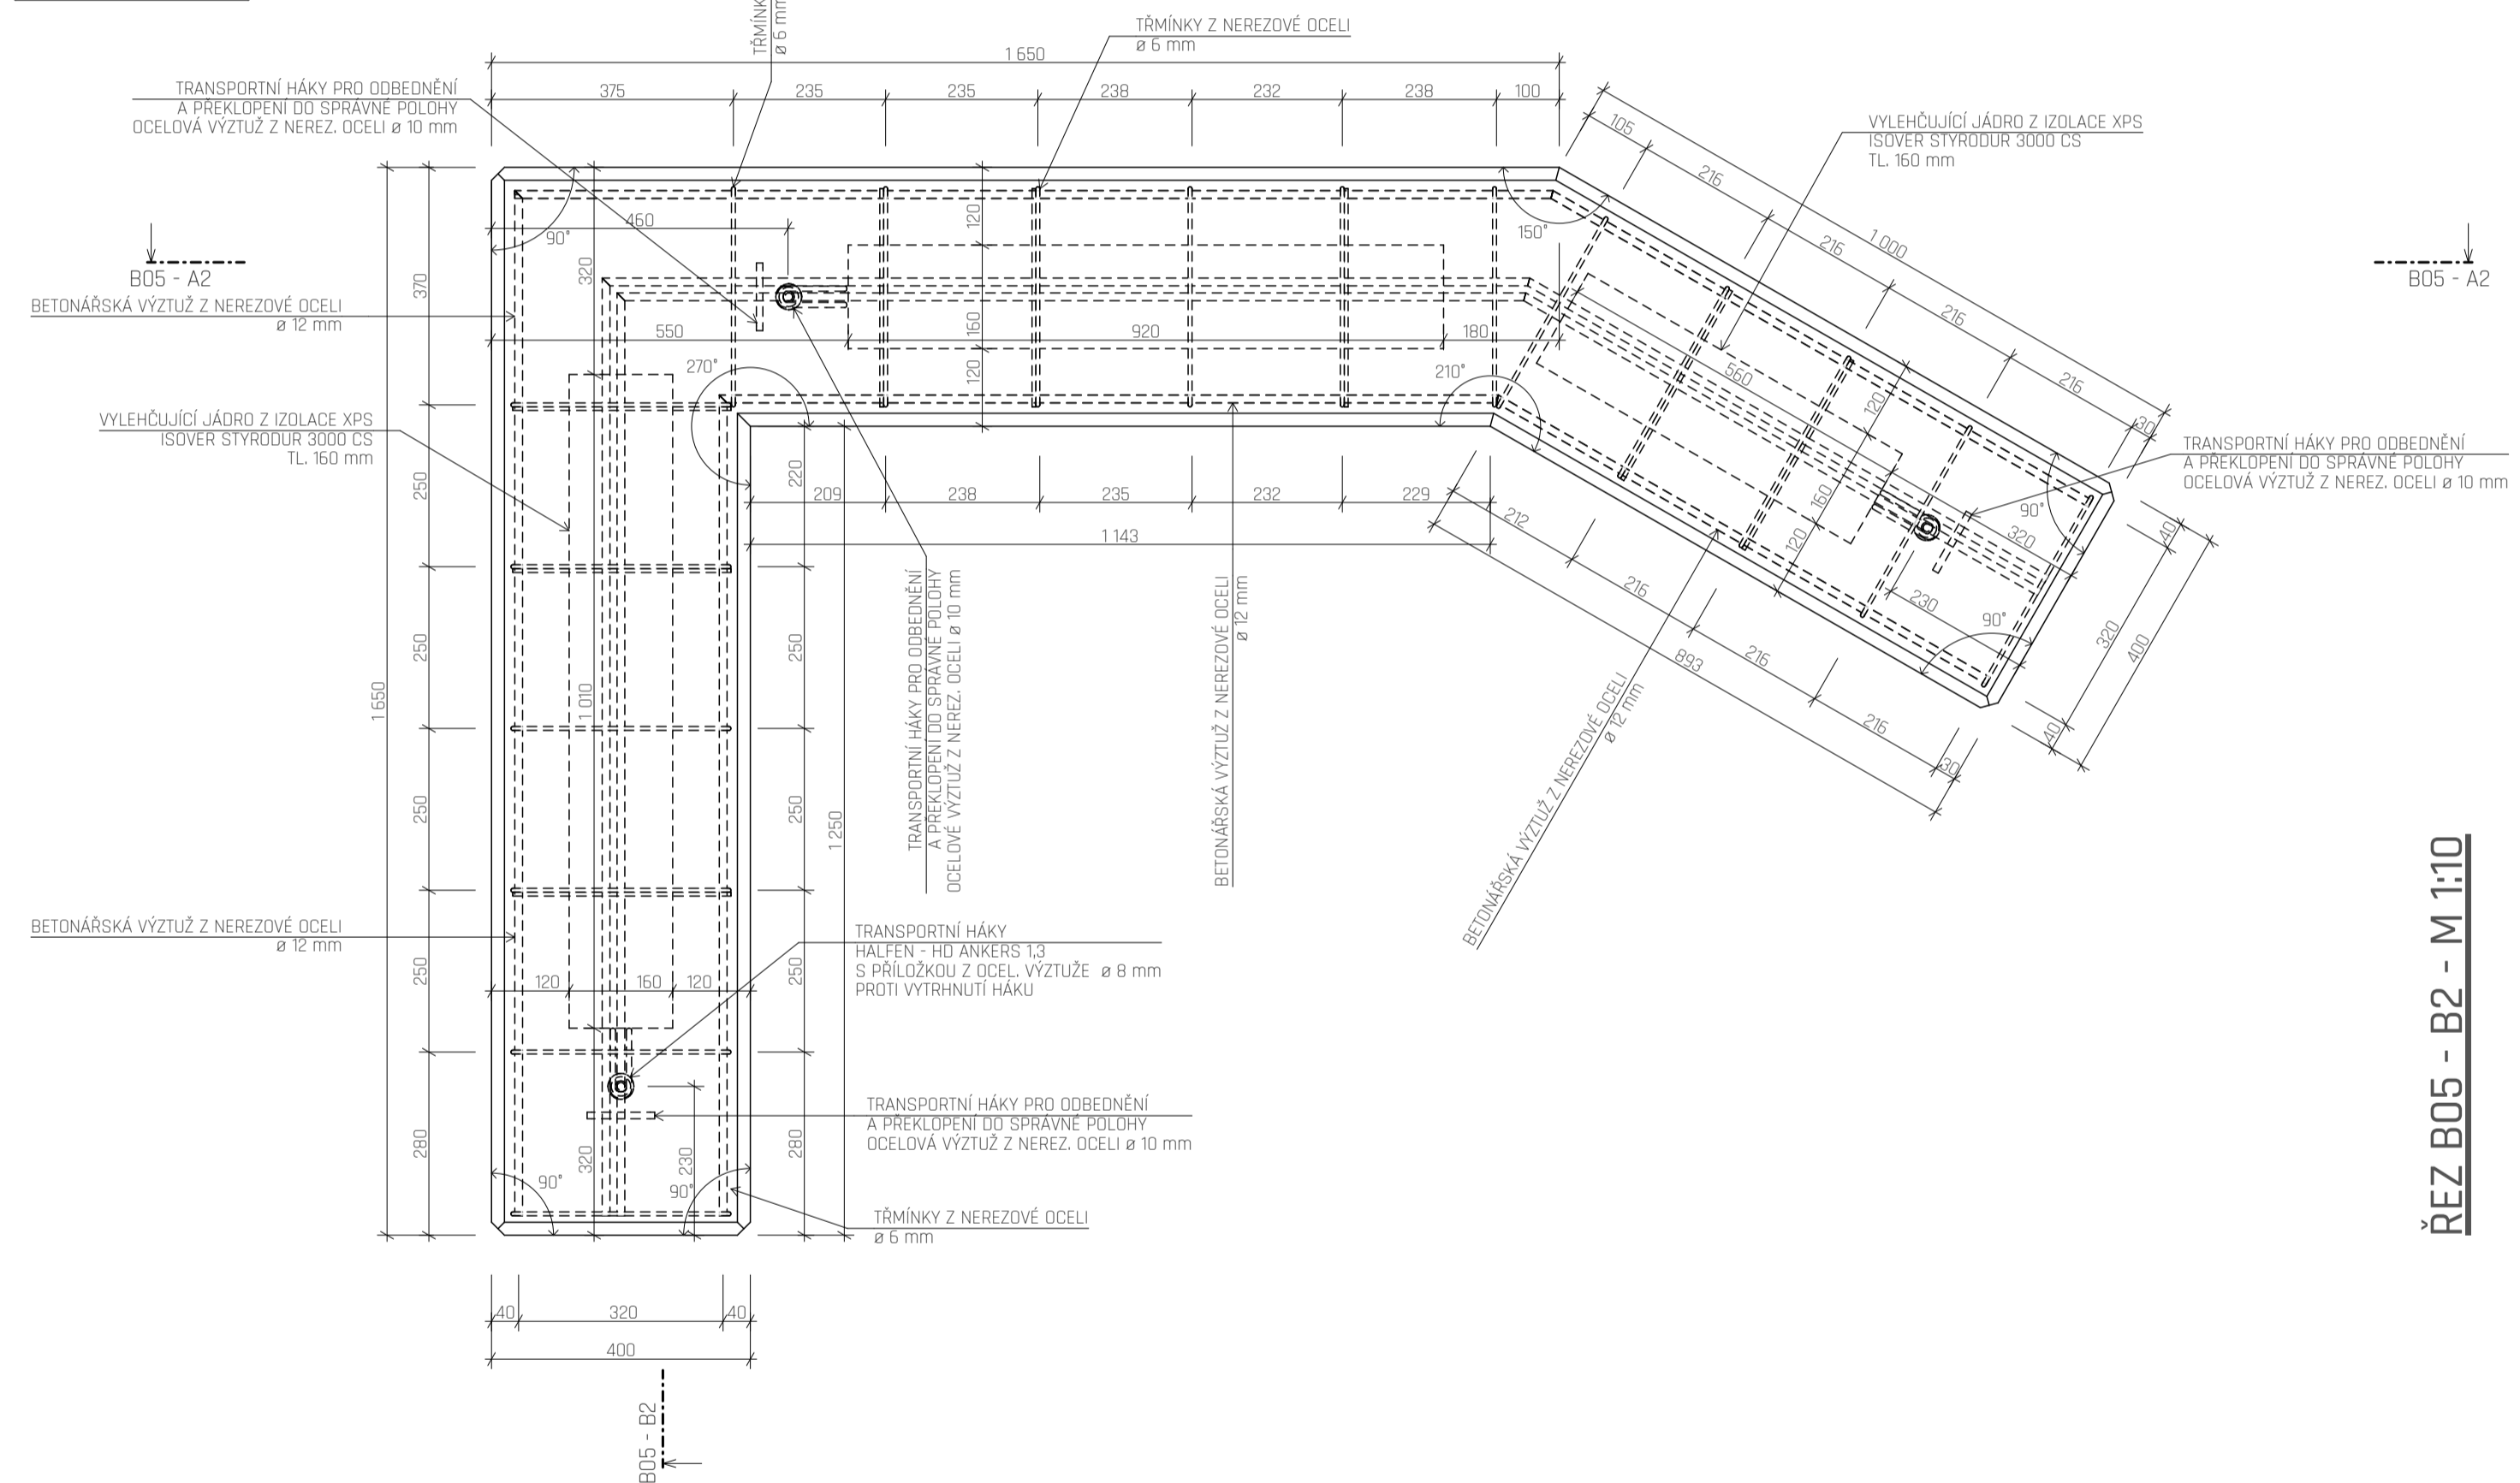 TŘMÍNK
ø 6 mm
TŘMÍNKY Z NEREZOVÉ OCELI
ø 6 mm
1 650
375
235
235
238
232
238
100
TRANSPORTNÍ HÁKY PRO ODBEDNĚNÍ
A PŘEKLOPENÍ DO SPRÁVNÉ POLOHY
OCELOVÁ VÝZTUŽ Z NEREZ. OCELI ø 10 mm
VYLEHČUJÍCÍ JÁDRO Z IZOLACE XPS
ISOVER STYRODUR 3000 CS
TL. 160 mm
105
216
216
216
216
30
1 000
B05 - A2
B05 - A2
BETONÁŘSKÁ VÝZTUŽ Z NEREZOVÉ OCELI
ø 12 mm
370
320
460
90°
120
150°
550
160
920
180
270°
120
210°
560
120
160
120
VYLEHČUJÍCÍ JÁDRO Z IZOLACE XPS
ISOVER STYRODUR 3000 CS
TL. 160 mm
TRANSPORTNÍ HÁKY PRO ODBEDNĚNÍ
A PŘEKLOPENÍ DO SPRÁVNÉ POLOHY
OCELOVÁ VÝZTUŽ Z NEREZ. OCELI ø 10 mm
90°
320
230
90°
40
320
40
400
250
220
209
238
235
232
229
1 143
212
216
216
216
30
893
250
250
1 650
1 010
TRANSPORTNÍ HÁKY PRO ODBEDNĚNÍ
A PŘEKLOPENÍ DO SPRÁVNÉ POLOHY
OCELOVÉ VÝZTUŽ Z NEREZ. OCELI ø 10 mm
BETONÁŘSKÁ VÝZTUŽ Z NEREZOVÉ OCELI
ø 12 mm
BETONÁŘSKÁ VÝZTUŽ Z NEREZOVÉ OCELI
ø 12 mm
250
250
1 250
BETONÁŘSKÁ VÝZTUŽ Z NEREZOVÉ OCELI
ø 12 mm
250
250
120
160
120
TRANSPORTNÍ HÁKY
HALFEN - HD ANKERS 1,3
S PŘÍLOŽKOU Z OCEL. VÝZTUŽE ø 8 mm
PROTI VYTRHNUTÍ HÁKU
TRANSPORTNÍ HÁKY PRO ODBEDNĚNÍ
A PŘEKLOPENÍ DO SPRÁVNÉ POLOHY
OCELOVÁ VÝZTUŽ Z NEREZ. OCELI ø 10 mm
280
320
230
280
90°
90°
TŘMÍNKY Z NEREZOVÉ OCELI
ø 6 mm
40
320
40
400
B05 - B2
ŘEZ B05 - B2 - M 1:10